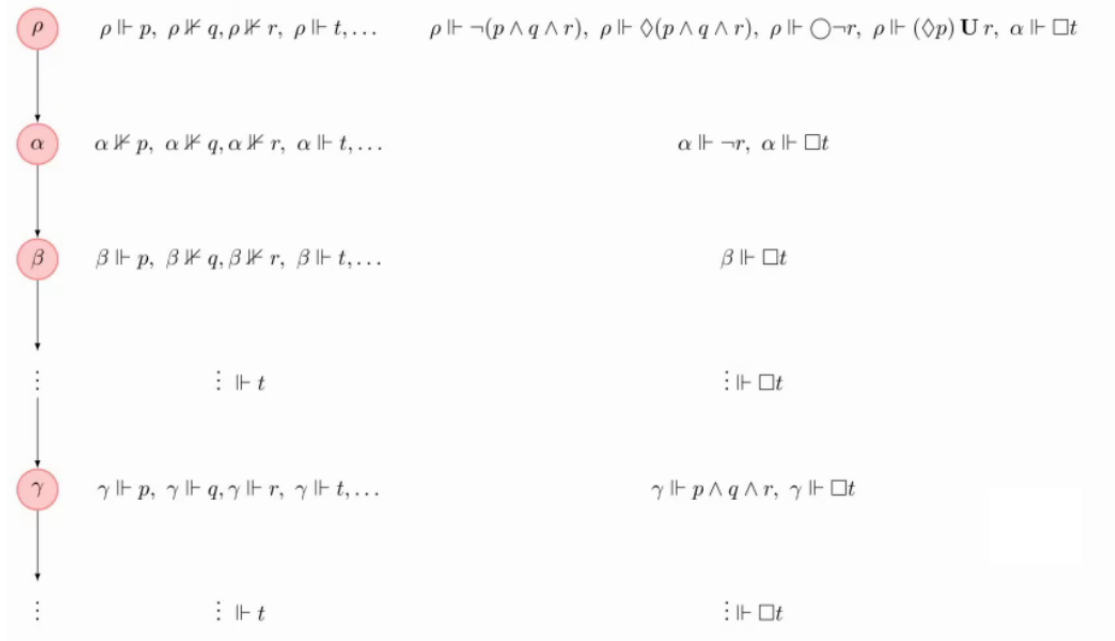 ρ ρ ⊩ p, ρ ⊮ q, ρ ⊮ r, ρ ⊩ t, … ρ ⊩ ¬(p ∧ q ∧ r), ρ ⊩ ◊(p ∧ q ∧ r), ρ ⊩ ◯¬r, ρ ⊩ (◊p) U r, α ⊩ □t
α α ⊮ p, α ⊮ q, α ⊮ r, α ⊩ t, … α ⊩ ¬r, α ⊩ □t
β β ⊩ p, β ⊮ q, β ⊮ r, β ⊩ t, … β ⊩ □t
⋮ ⋮ ⊩ t ⋮ ⊩ □t
γ γ ⊩ p, γ ⊩ q, γ ⊩ r, γ ⊩ t, … γ ⊩ p ∧ q ∧ r, γ ⊩ □t
⋮ ⋮ ⊩ t ⋮ ⊩ □t